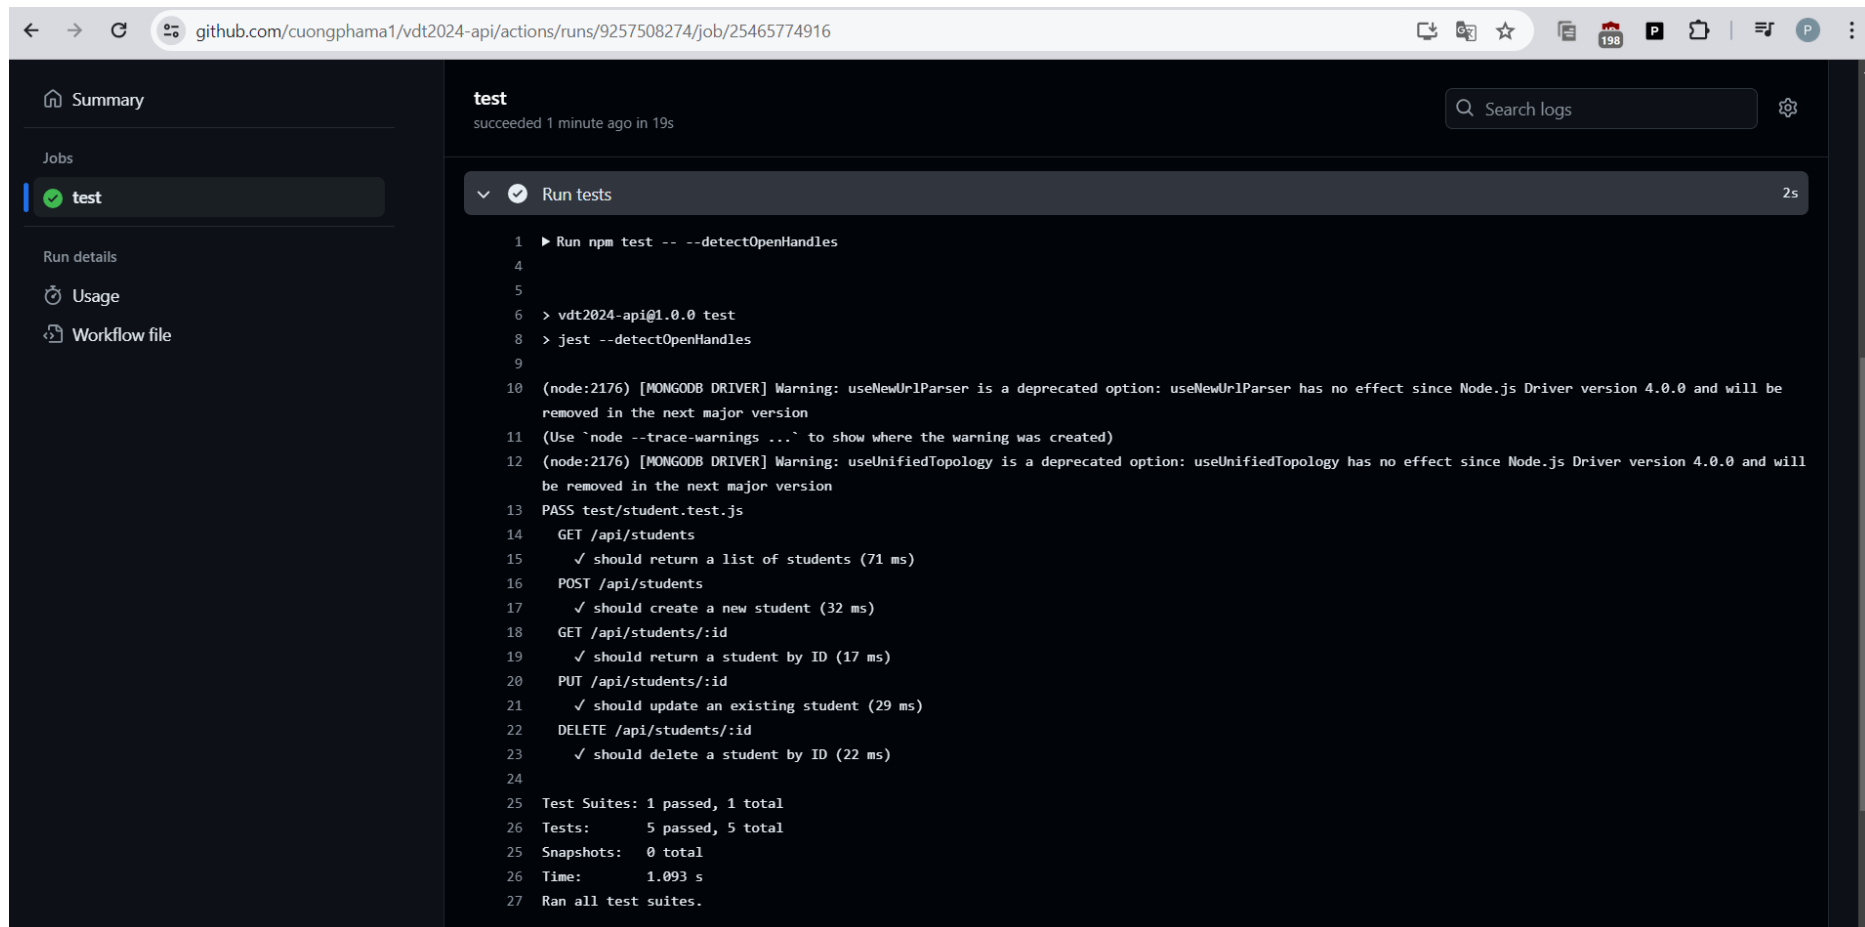 github.com/cuongphama1/vdt2024-api/actions/runs/9257508274/job/25465774916
198
P
P
Summary
Jobs
test
Run details
Usage
Workflow file
test
succeeded 1 minute ago in 19s
Search logs
Run tests
2s
1 Run npm test -- --detectOpenHandles
4
5
6 > vdt2024-api@1.0.0 test
8 > jest --detectOpenHandles
9
10 (node:2176) [MONGODB DRIVER] Warning: useNewUrlParser is a deprecated option: useNewUrlParser has no effect since Node.js Driver version 4.0.0 and will be
removed in the next major version
11 (Use `node --trace-warnings ...` to show where the warning was created)
12 (node:2176) [MONGODB DRIVER] Warning: useUnifiedTopology is a deprecated option: useUnifiedTopology has no effect since Node.js Driver version 4.0.0 and will
be removed in the next major version
13 PASS test/student.test.js
14 GET /api/students
15 ✓ should return a list of students (71 ms)
16 POST /api/students
17 ✓ should create a new student (32 ms)
18 GET /api/students/:id
19 ✓ should return a student by ID (17 ms)
20 PUT /api/students/:id
21 ✓ should update an existing student (29 ms)
22 DELETE /api/students/:id
23 ✓ should delete a student by ID (22 ms)
24
25 Test Suites: 1 passed, 1 total
26 Tests: 5 passed, 5 total
25 Snapshots: 0 total
26 Time: 1.093 s
27 Ran all test suites.